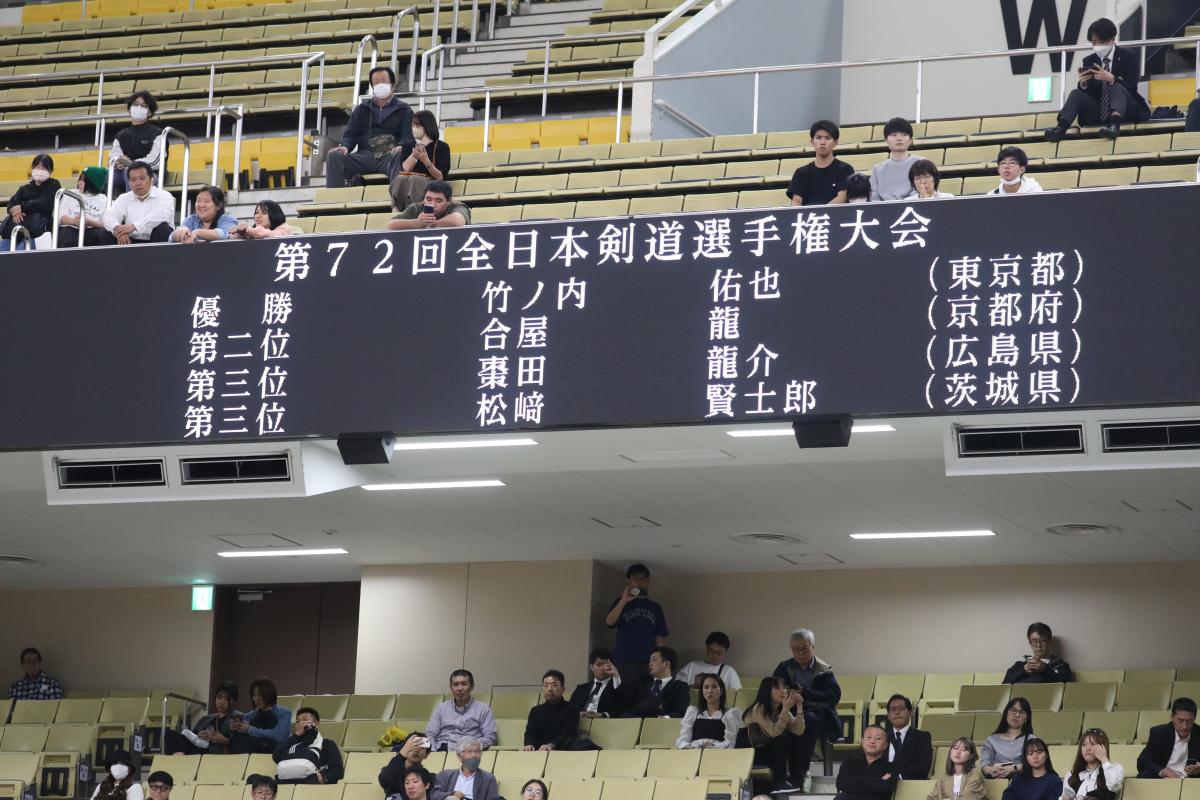 W
第72回全日本剣道選手権大会
優勝 竹ノ内 佑也 (東京都)
第二位 合屋 龍 (京都府)
第三位 棗田 龍介 (広島県)
第三位 松﨑 賢士郎 (茨城県)